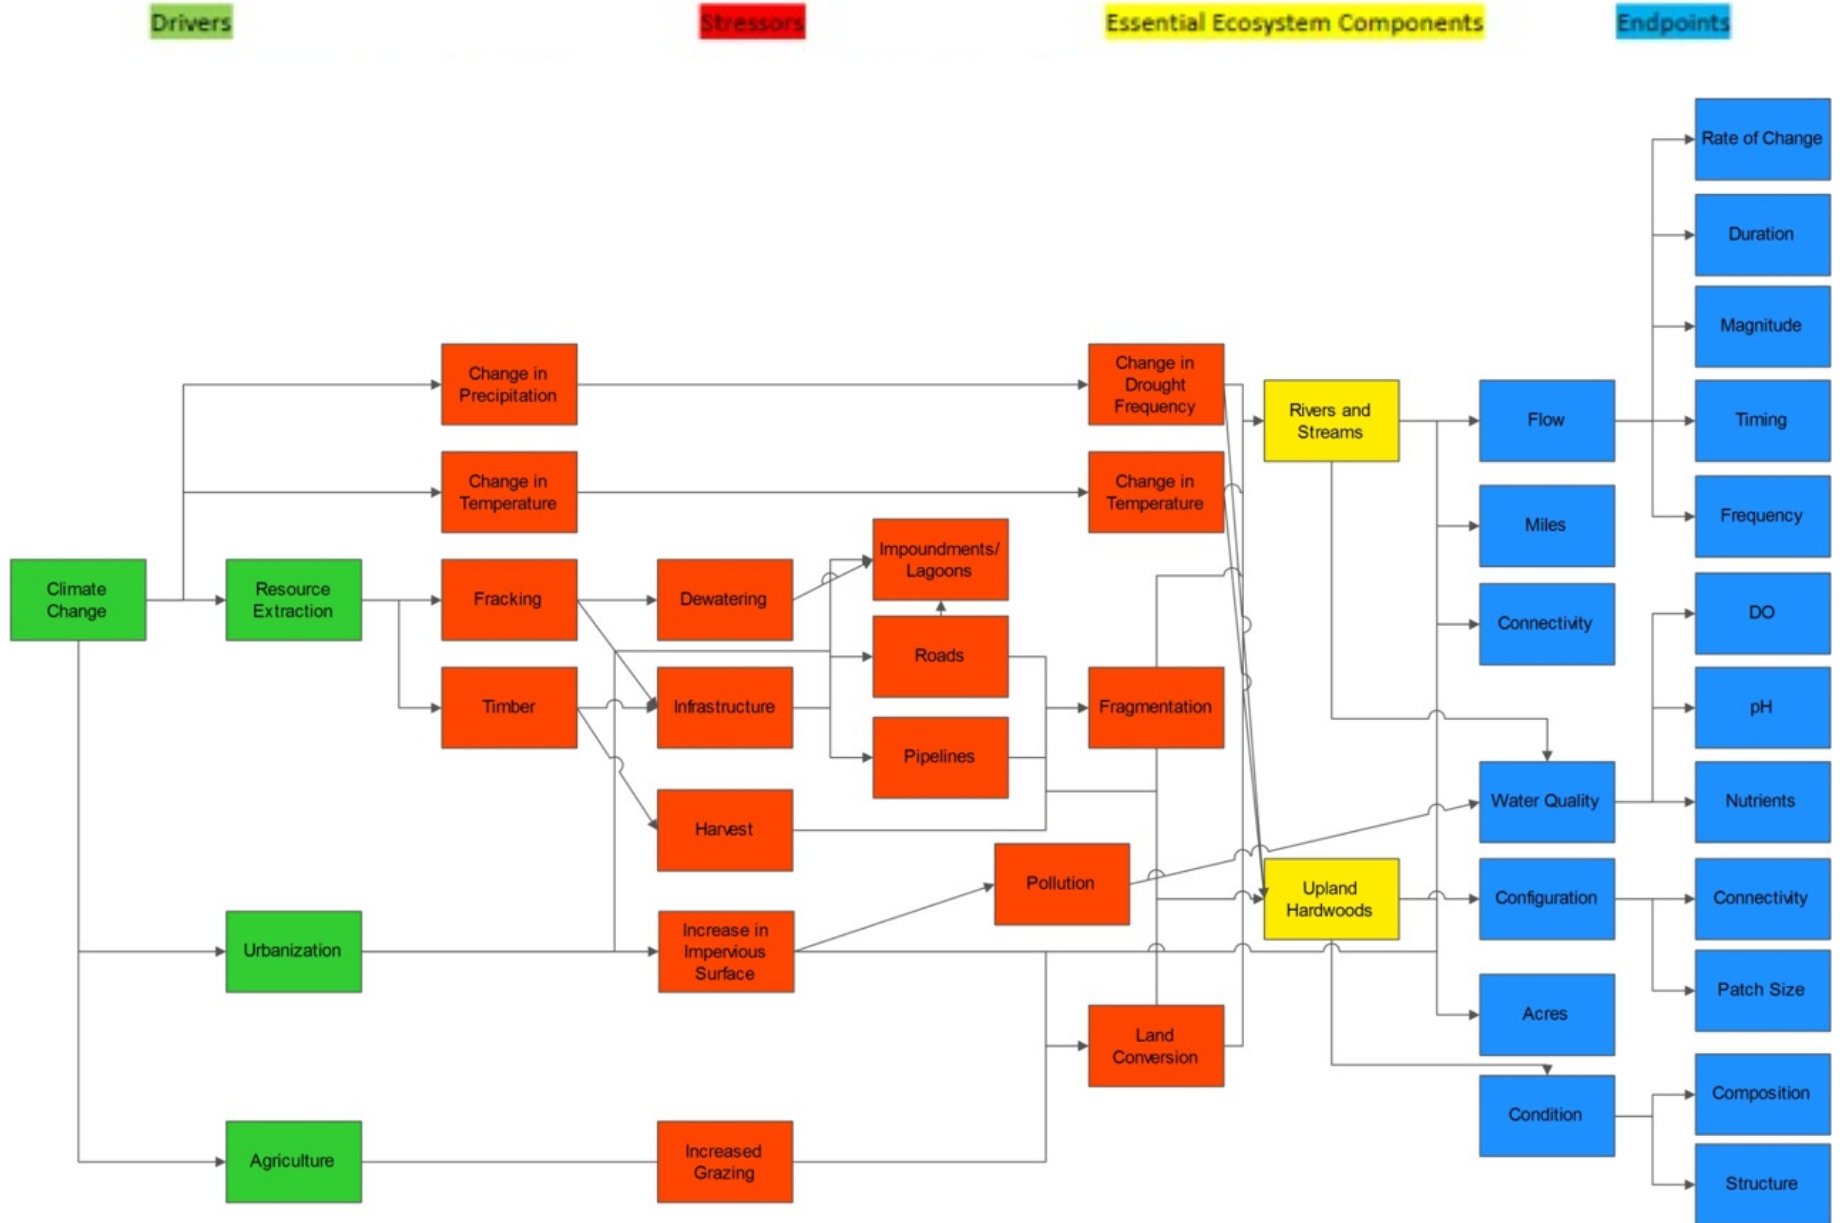 Drivers
Stressors
Essential Ecosystem Components
Endpoints
Rate of Change
Duration
Magnitude
Change in
Precipitation
Change in
Drought
Frequency
Rivers and
Streams
Flow
Timing
Change in
Temperature
Change in
Temperature
Miles
Frequency
Impoundments/
Lagoons
Climate
Change
Resource
Extraction
Fracking
Dewatering
Connectivity
DO
Roads
Timber
Infrastructure
Fragmentation
pH
Pipelines
Harvest
Water Quality
Nutrients
Pollution
Upland
Hardwoods
Configuration
Connectivity
Urbanization
Increase in
Impervious
Surface
Patch Size
Acres
Land
Conversion
Condition
Composition
Agriculture
Increased
Grazing
Structure